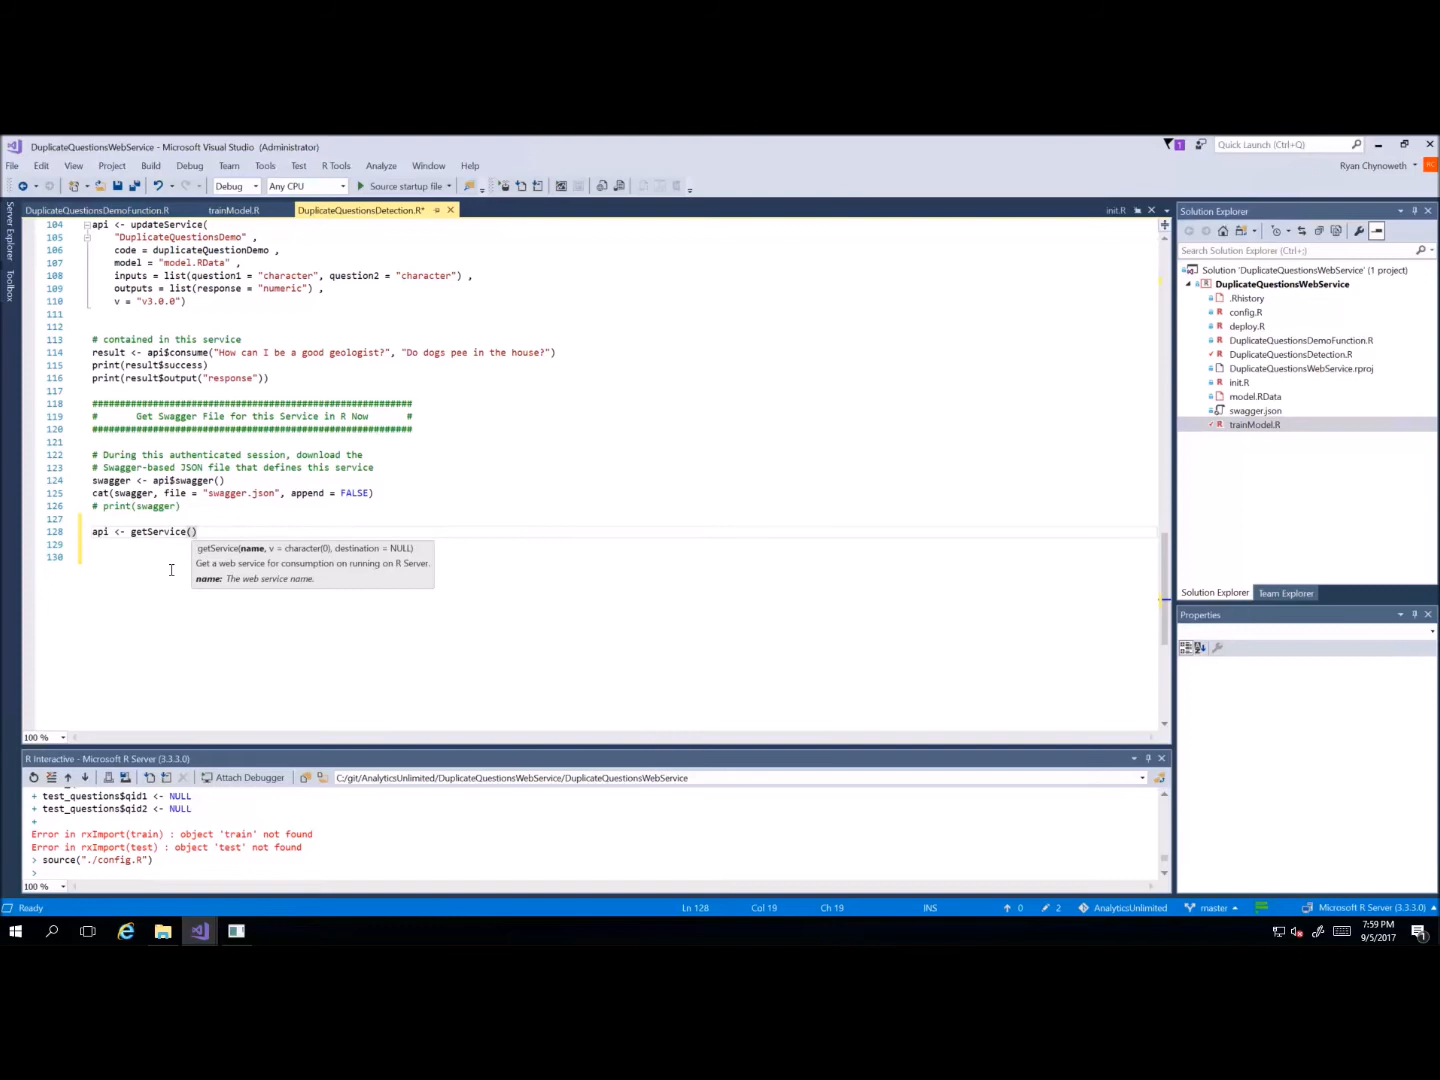 DuplicateQuestionsWebService - Microsoft Visual Studio (Administrator)
1
Quick Launch (Ctrl+Q)
File Edit View Project Build Debug Team Tools Test R Tools Analyze Window Help
Ryan Chynoweth
RC
Debug Any CPU Source startup file
Server Explorer
Toolbox
DuplicateQuestionsDemoFunction.R trainModel.R DuplicateQuestionsDetection.R* init.R
104 api <- updateService(
105 "DuplicateQuestionsDemo" ,
106 code = duplicateQuestionDemo ,
107 model = "model.RData" ,
108 inputs = list(question1 = "character", question2 = "character") ,
109 outputs = list(response = "numeric") ,
110 v = "v3.0.0")
111
112
113 # contained in this service
114 result <- api$consume("How can I be a good geologist?", "Do dogs pee in the house?")
115 print(result$success)
116 print(result$output("response"))
117
118 ##########################################################
119 # Get Swagger File for this Service in R Now #
120 ##########################################################
121
122 # During this authenticated session, download the
123 # Swagger-based JSON file that defines this service
124 swagger <- api$swagger()
125 cat(swagger, file = "swagger.json", append = FALSE)
126 # print(swagger)
127
128 api <- getService()
129
130
getService(name, v = character(0), destination = NULL)
Get a web service for consumption on running on R Server.
name: The web service name.
100 %
Solution Explorer
Search Solution Explorer (Ctrl+;)
Solution 'DuplicateQuestionsWebService' (1 project)
DuplicateQuestionsWebService
.Rhistory
config.R
deploy.R
DuplicateQuestionsDemoFunction.R
DuplicateQuestionsDetection.R
DuplicateQuestionsWebService.rproj
init.R
model.RData
swagger.json
trainModel.R
Solution Explorer Team Explorer
Properties
R Interactive - Microsoft R Server (3.3.3.0)
Attach Debugger C:/git/AnalyticsUnlimited/DuplicateQuestionsWebService/DuplicateQuestionsWebService
+ test_questions$qid1 <- NULL
+ test_questions$qid2 <- NULL
+
Error in rxImport(train) : object 'train' not found
Error in rxImport(test) : object 'test' not found
> source("./config.R")
>
100 %
Ready Ln 128 Col 19 Ch 19 INS 0 2 AnalyticsUnlimited master Microsoft R Server (3.3.3.0)
7:59 PM
9/5/2017
1